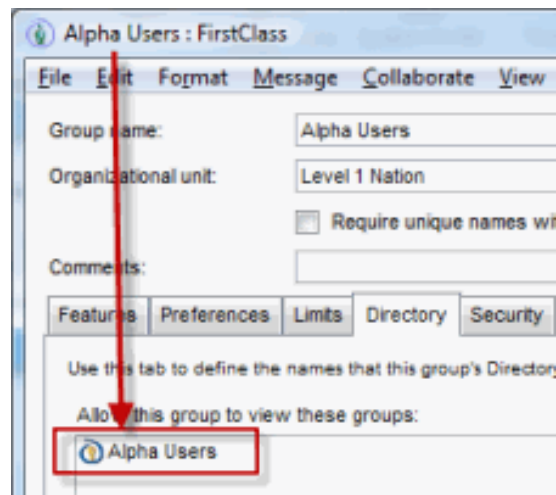 Alpha Users : FirstClass
File Edit Format Message Collaborate View
Group name: Alpha Users
Organizational unit: Level 1 Nation
Require unique names wi
Comments:
Features Preferences Limits Directory Security
Use this tab to define the names that this group's Directory
Allow this group to view these groups:
Alpha Users